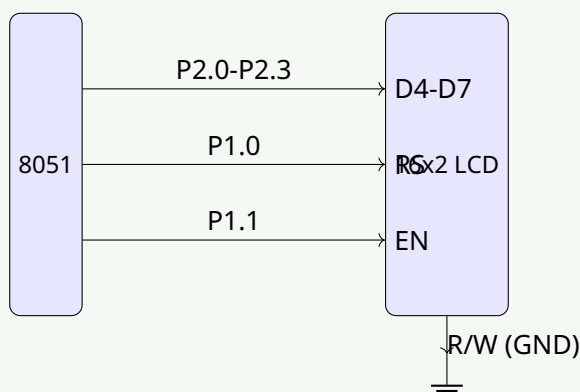 P2.0-P2.3
D4-D7
P1.0
8051
RS
16x2 LCD
P1.1
EN
R/W (GND)